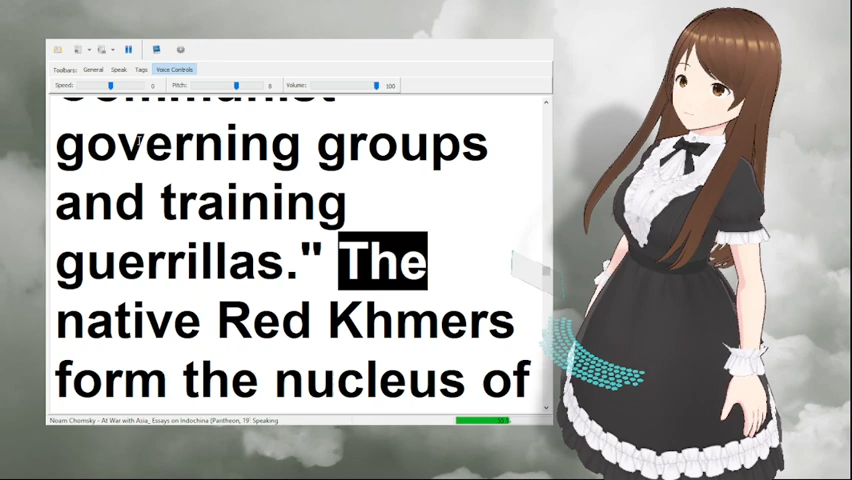 Toolbars: General Speak Tags Voice Controls
Speed: 0 Pitch: 8 Volume: 100
Communist
governing groups
and training
guerrillas." The
native Red Khmers
form the nucleus of
Noam Chomsky - At War with Asia_ Essays on Indochina (Pantheon, 19 Speaking